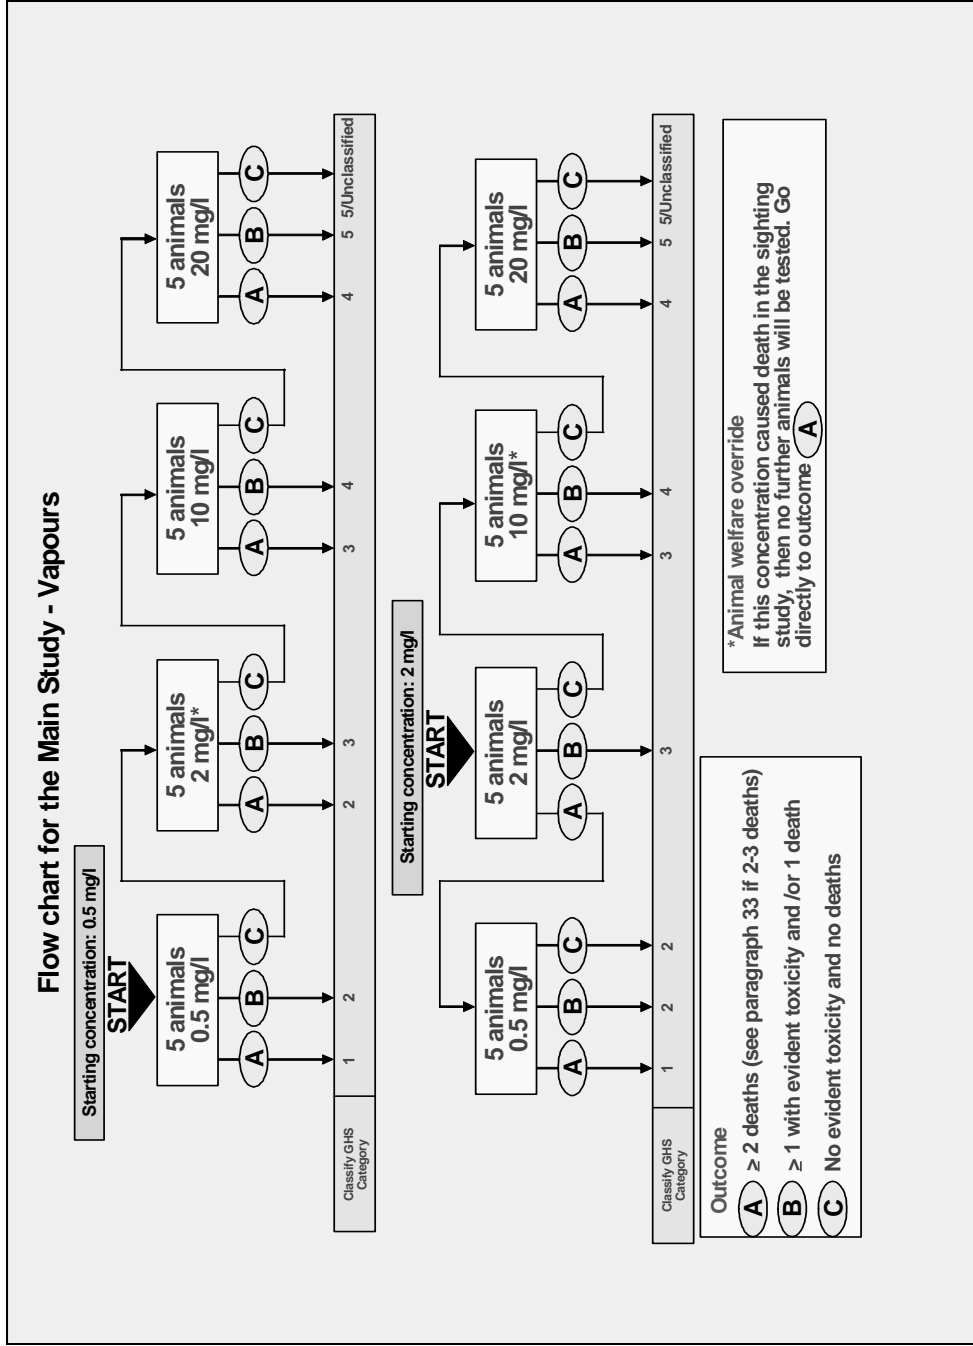 Flow chart for the Main Study - Vapours
Starting concentration: 0.5 mg/l
START
5 animals
0.5 mg/l
5 animals
2 mg/l*
5 animals
10 mg/l
5 animals
20 mg/l
A B C A B C A B C A B C
Classify GHS
Category
1 2 2 3 3 4 4 5 5/Unclassified
Starting concentration: 2 mg/l
START
5 animals
0.5 mg/l
5 animals
2 mg/l
5 animals
10 mg/l*
5 animals
20 mg/l
A B C A B C A B C A B C
Classify GHS
Category
1 2 2 3 3 4 4 5 5/Unclassified
Outcome
A ≥ 2 deaths (see paragraph 33 if 2-3 deaths)
B ≥ 1 with evident toxicity and /or 1 death
C No evident toxicity and no deaths
*Animal welfare override
If this concentration caused death in the sighting
study, then no further animals will be tested. Go
directly to outcome A